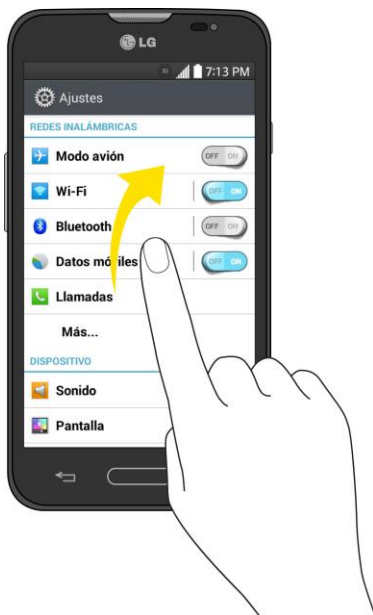 LG
3G 7:13 PM
Ajustes
REDES INALÁMBRICAS
Modo avión OFF ON
Wi-Fi OFF ON
Bluetooth OFF ON
Datos móviles OFF ON
Llamadas
Más...
DISPOSITIVO
Sonido
Pantalla